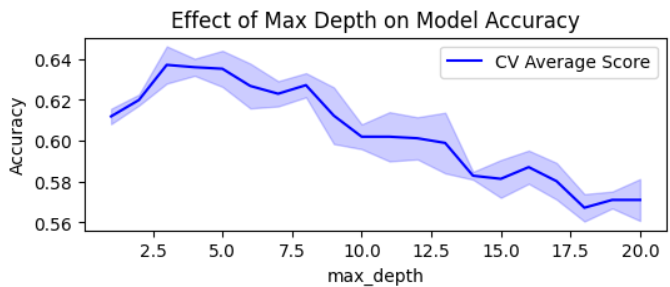 Effect of Max Depth on Model Accuracy
CV Average Score
Accuracy
0.64
0.62
0.60
0.58
0.56
2.5 5.0 7.5 10.0 12.5 15.0 17.5 20.0
max_depth